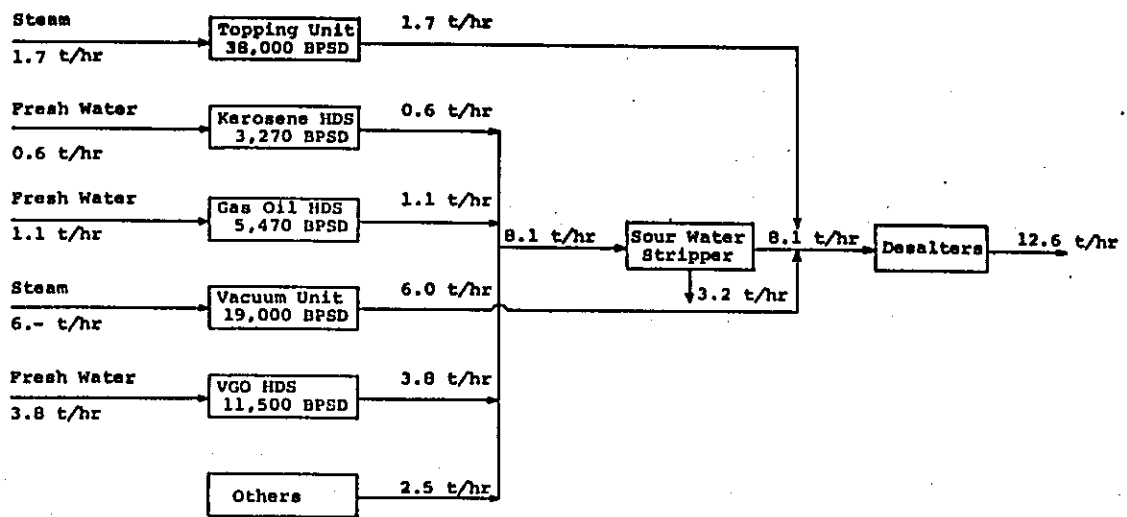 Steam
1.7 t/hr
Topping Unit
38,000 BPSD
1.7 t/hr
Fresh Water
0.6 t/hr
Kerosene HDS
3,270 BPSD
0.6 t/hr
Fresh Water
1.1 t/hr
Gas Oil HDS
5,470 BPSD
1.1 t/hr
8.1 t/hr
Sour Water
Stripper
8.1 t/hr
Desalters
12.6 t/hr
3.2 t/hr
Steam
6.- t/hr
Vacuum Unit
19,000 BPSD
6.0 t/hr
Fresh Water
3.8 t/hr
VGO HDS
11,500 BPSD
3.8 t/hr
Others
2.5 t/hr